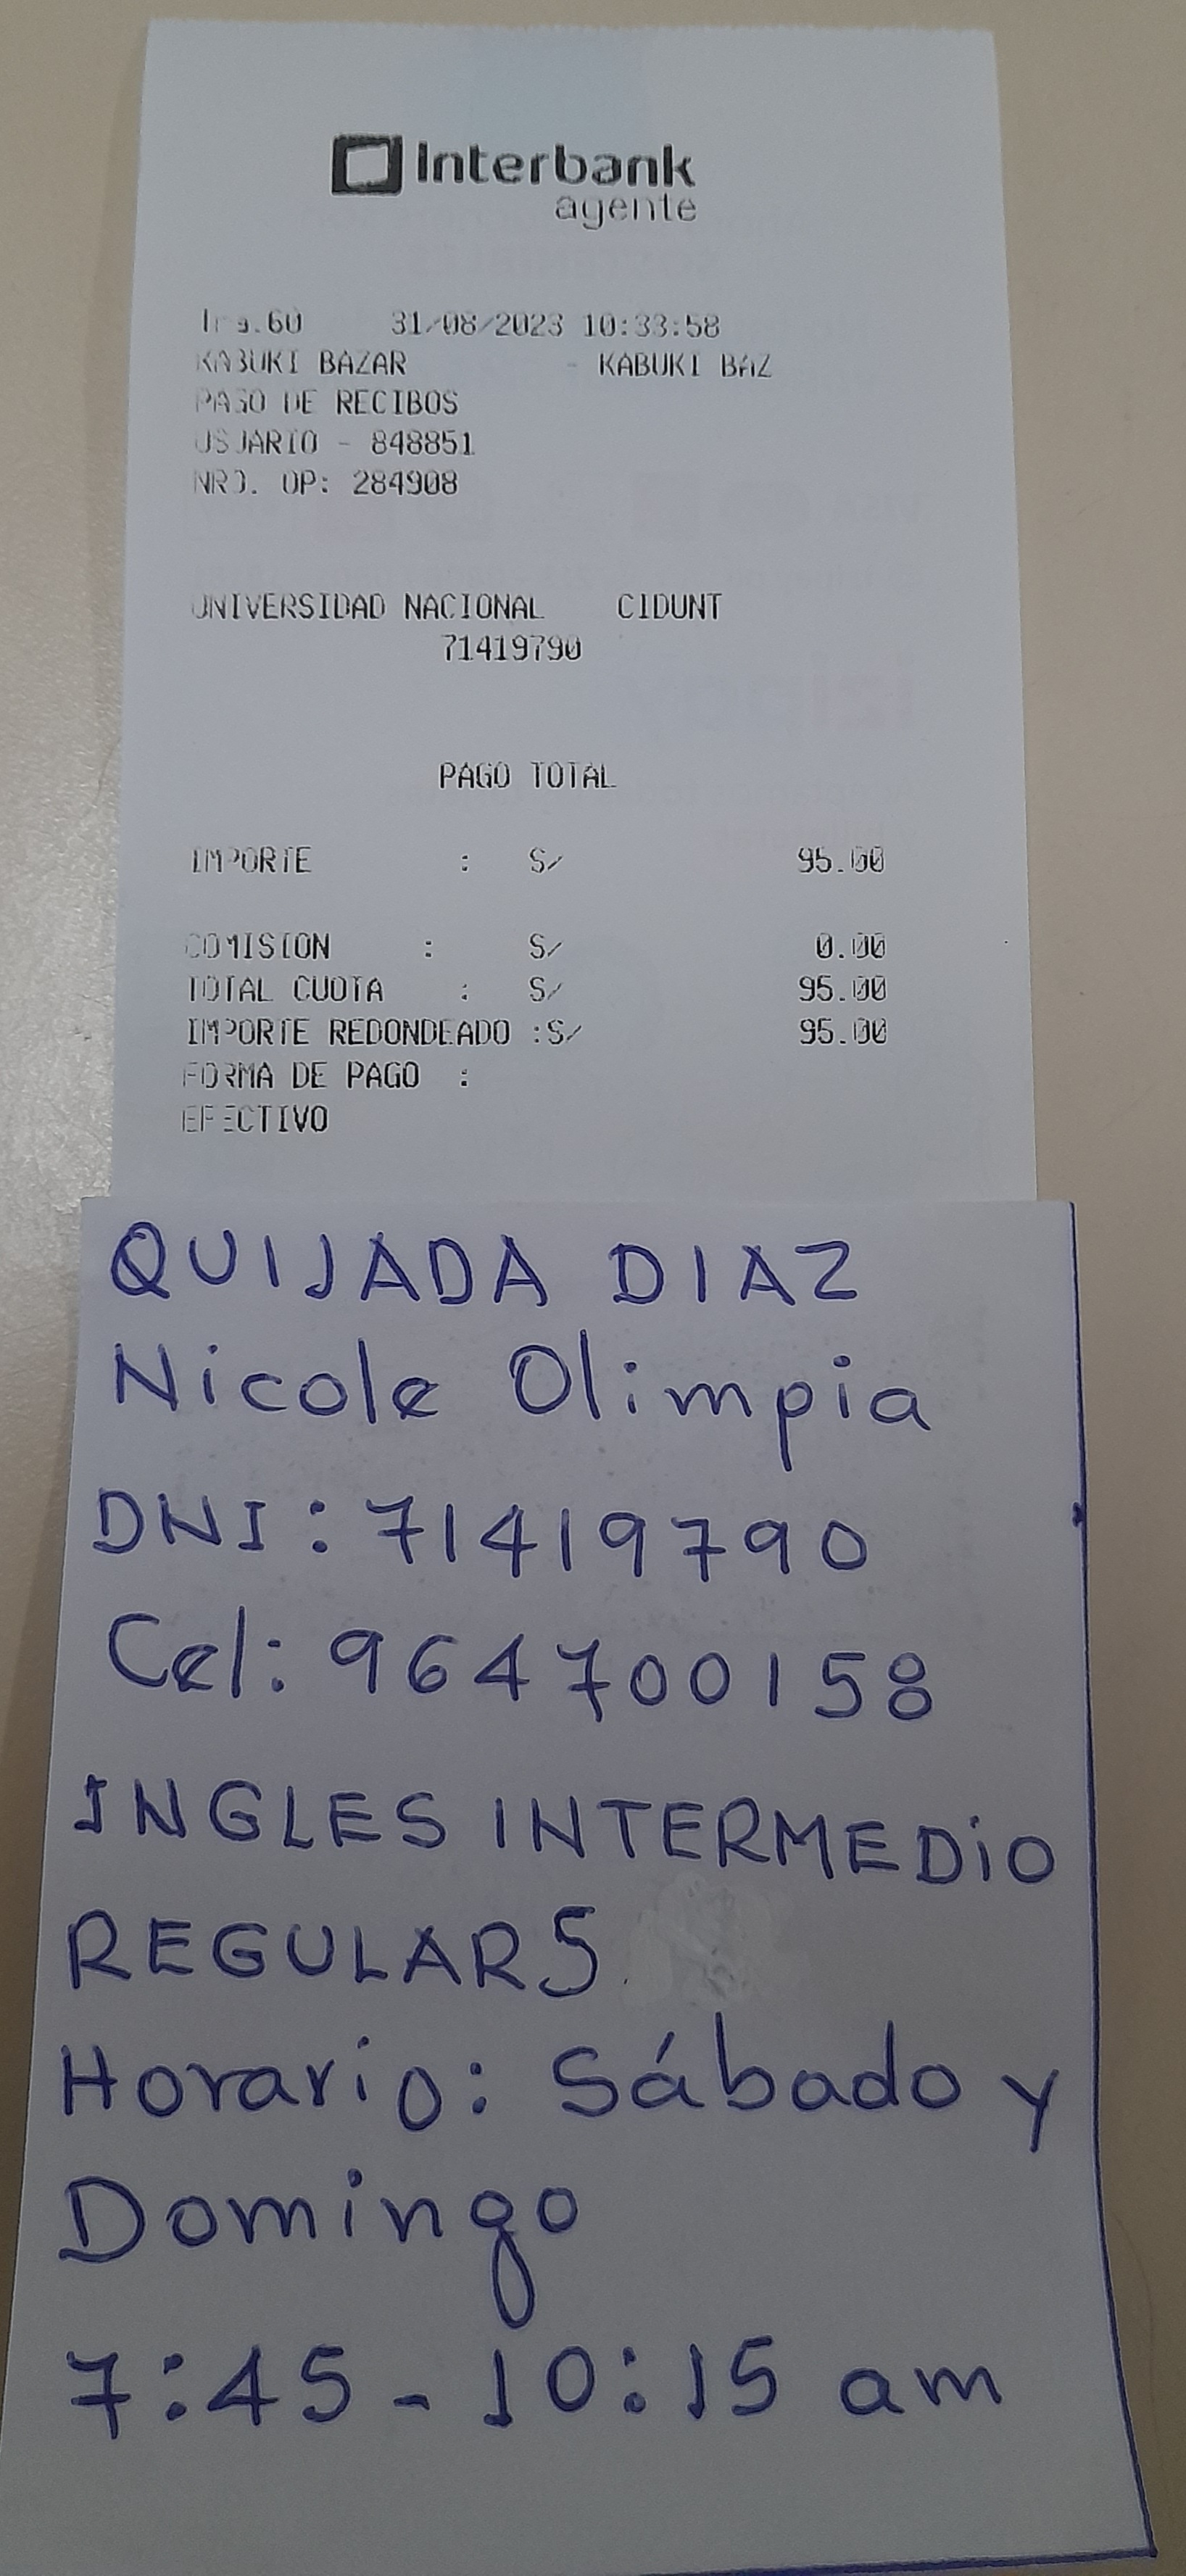 Interbank
agente
Ing.60 31/08/2023 10:33:58
KABUKI BAZAR - KABUKI BAZ
PAGO DE RECIBOS
USUARIO - 848851
NRO. OP: 284908
UNIVERSIDAD NACIONAL CIDUNT
71419790
PAGO TOTAL
IMPORTE : S/ 95.00
COMISION : S/ 0.00
TOTAL CUOTA : S/ 95.00
IMPORTE REDONDEADO :S/ 95.00
FORMA DE PAGO :
EFECTIVO
QUIJADA DIAZ
Nicole Olimpia
DNI: 71419790
Cel: 964700158
INGLES INTERMEDIO
REGULAR 5
Horario: Sábado y
Domingo
7:45 - 10:15 am